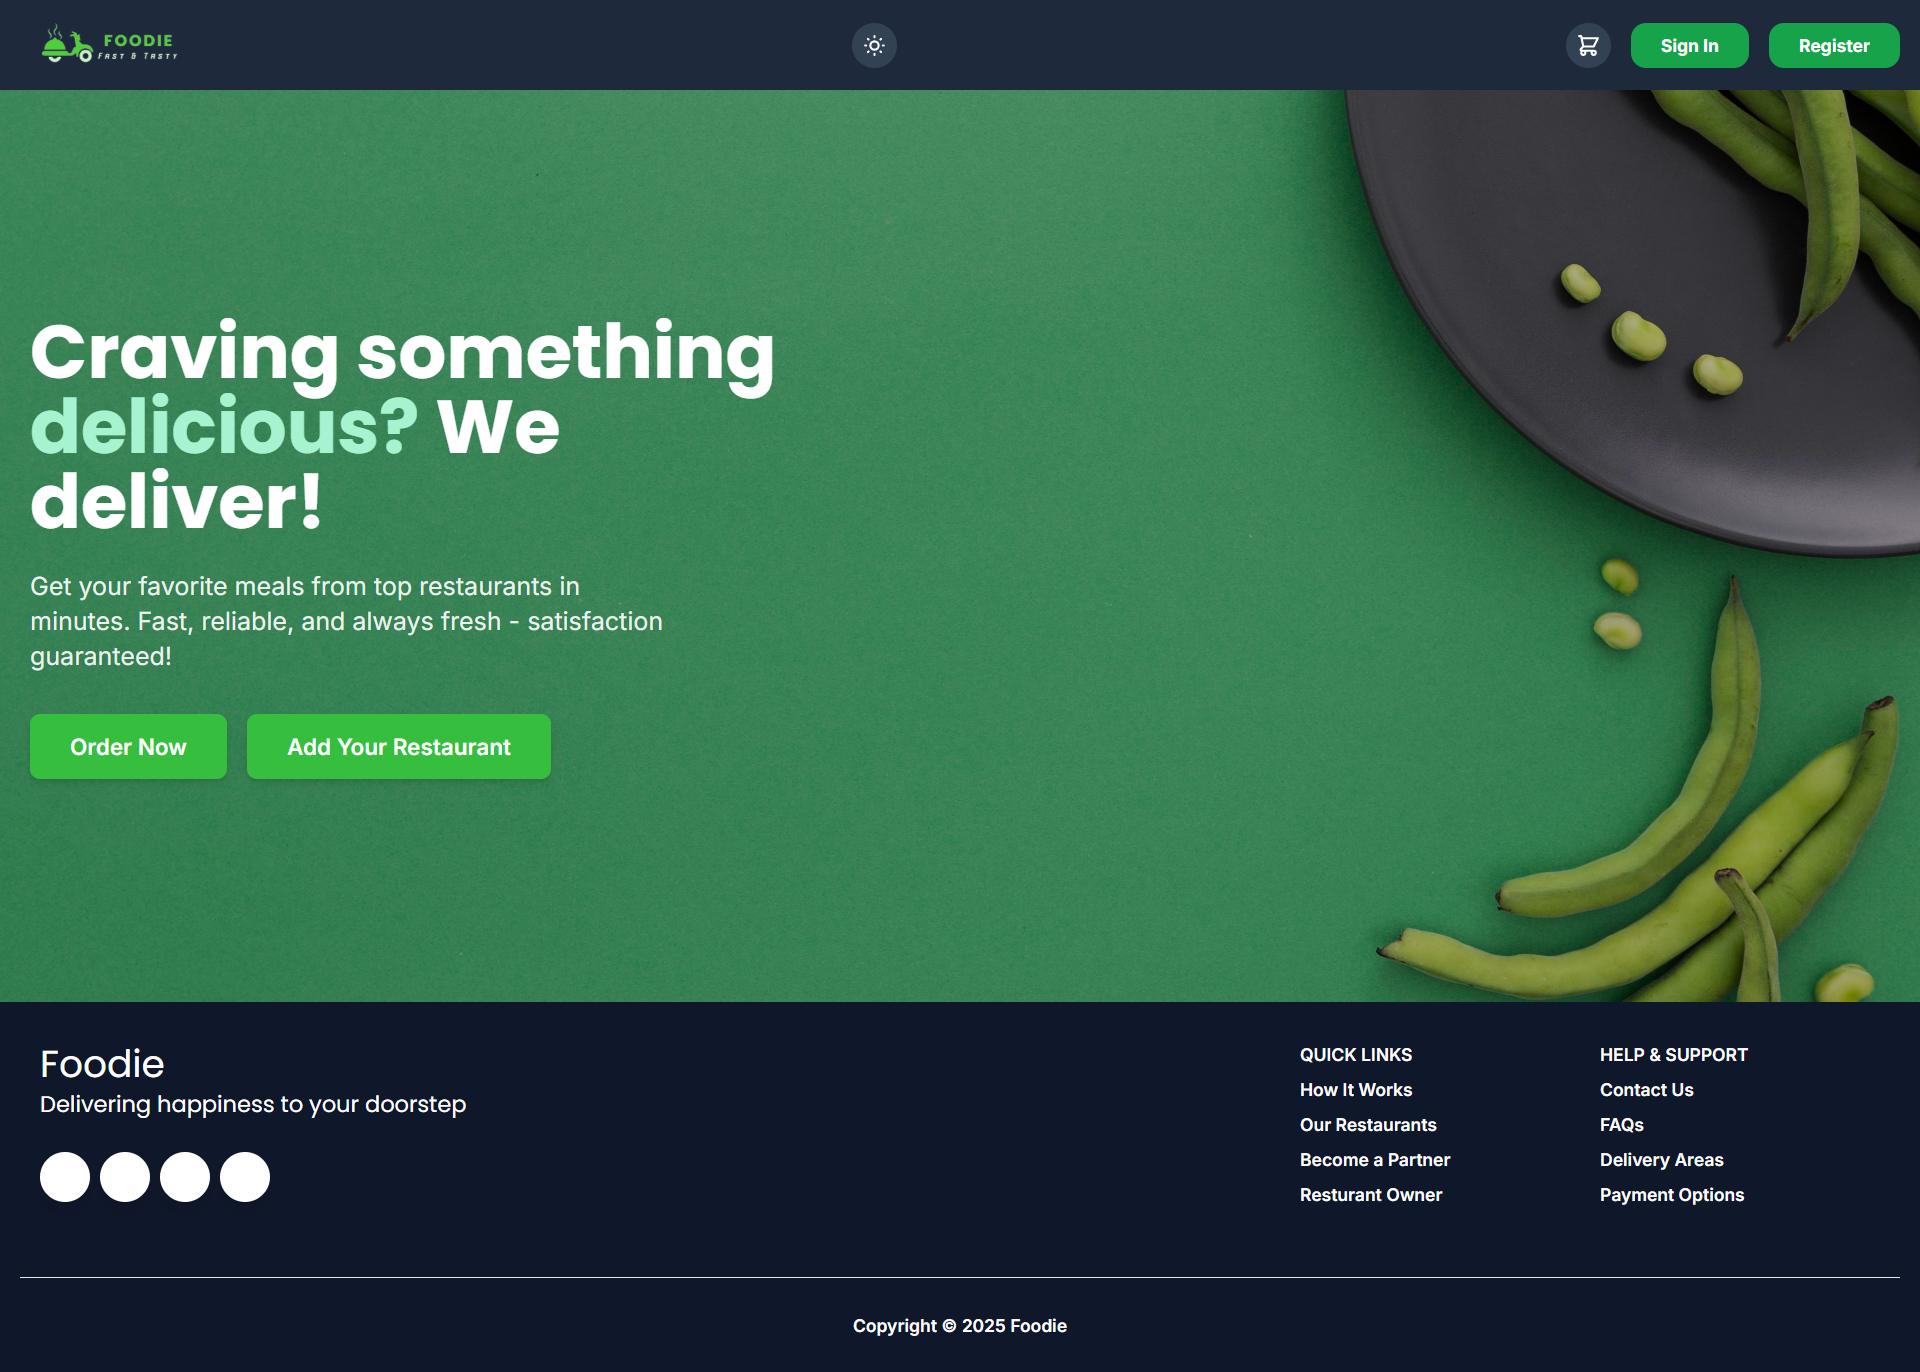 FOODIE
FAST & TASTY
Sign In
Register
Craving something
delicious? We
deliver!
Get your favorite meals from top restaurants in
minutes. Fast, reliable, and always fresh - satisfaction
guaranteed!
Order Now
Add Your Restaurant
Foodie
Delivering happiness to your doorstep
QUICK LINKS
How It Works
Our Restaurants
Become a Partner
Resturant Owner
HELP & SUPPORT
Contact Us
FAQs
Delivery Areas
Payment Options
Copyright © 2025 Foodie